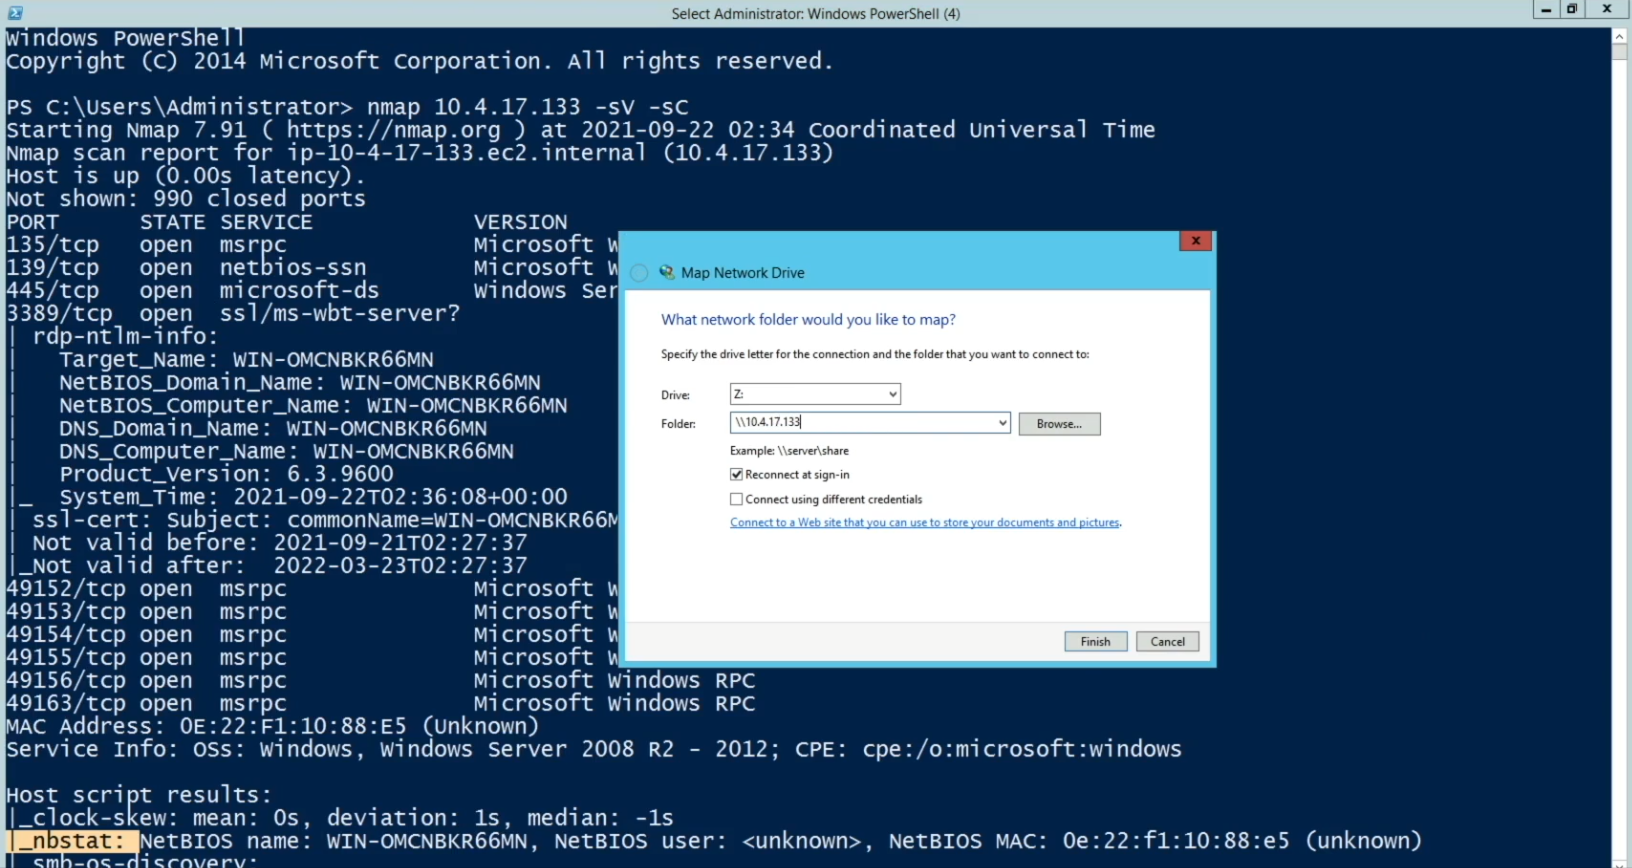 Select Administrator: Windows PowerShell (4)
Windows PowerShell
Copyright (C) 2014 Microsoft Corporation. All rights reserved.
PS C:\Users\Administrator> nmap 10.4.17.133 -sV -sC
Starting Nmap 7.91 ( https://nmap.org ) at 2021-09-22 02:34 Coordinated Universal Time
Nmap scan report for ip-10-4-17-133.ec2.internal (10.4.17.133)
Host is up (0.00s latency).
Not shown: 990 closed ports
PORT      STATE SERVICE            VERSION
135/tcp   open  msrpc              Microsoft W
139/tcp   open  netbios-ssn        Microsoft W
445/tcp   open  microsoft-ds       Windows Ser
3389/tcp  open  ssl/ms-wbt-server?
| rdp-ntlm-info:
|   Target_Name: WIN-OMCNBKR66MN
|   NetBIOS_Domain_Name: WIN-OMCNBKR66MN
|   NetBIOS_Computer_Name: WIN-OMCNBKR66MN
|   DNS_Domain_Name: WIN-OMCNBKR66MN
|   DNS_Computer_Name: WIN-OMCNBKR66MN
|   Product_Version: 6.3.9600
|_  System_Time: 2021-09-22T02:36:08+00:00
| ssl-cert: Subject: commonName=WIN-OMCNBKR66M
| Not valid before: 2021-09-21T02:27:37
|_Not valid after:  2022-03-23T02:27:37
49152/tcp open  msrpc              Microsoft W
49153/tcp open  msrpc              Microsoft W
49154/tcp open  msrpc              Microsoft W
49155/tcp open  msrpc              Microsoft W
49156/tcp open  msrpc              Microsoft Windows RPC
49163/tcp open  msrpc              Microsoft Windows RPC
MAC Address: 0E:22:F1:10:88:E5 (Unknown)
Service Info: OSs: Windows, Windows Server 2008 R2 - 2012; CPE: cpe:/o:microsoft:windows
Host script results:
|_clock-skew: mean: 0s, deviation: 1s, median: -1s
|_nbstat: NetBIOS name: WIN-OMCNBKR66MN, NetBIOS user: <unknown>, NetBIOS MAC: 0e:22:f1:10:88:e5 (unknown)
| smb-os-discovery:
Map Network Drive
What network folder would you like to map?
Specify the drive letter for the connection and the folder that you want to connect to:
Drive: Z:
Folder: \\10.4.17.133 Browse...
Example: \\server\share
Reconnect at sign-in
Connect using different credentials
Connect to a Web site that you can use to store your documents and pictures.
Finish Cancel